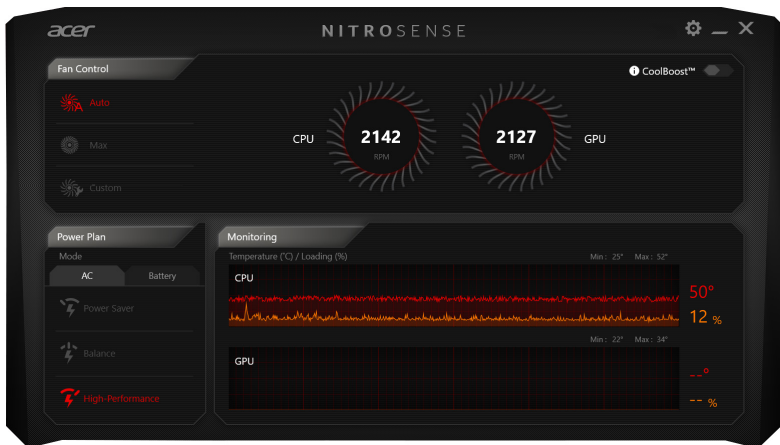 acer
NITROSENSE
Fan Control
CoolBoost™
Auto
Max
Custom
CPU
2142
RPM
2127
RPM
GPU
Power Plan
Mode
AC Battery
Power Saver
Balance
High-Performance
Monitoring
Temperature (°C) / Loading (%) Min : 25° Max : 52°
CPU
50°
12 %
Min : 22° Max : 34°
GPU
--°
-- %